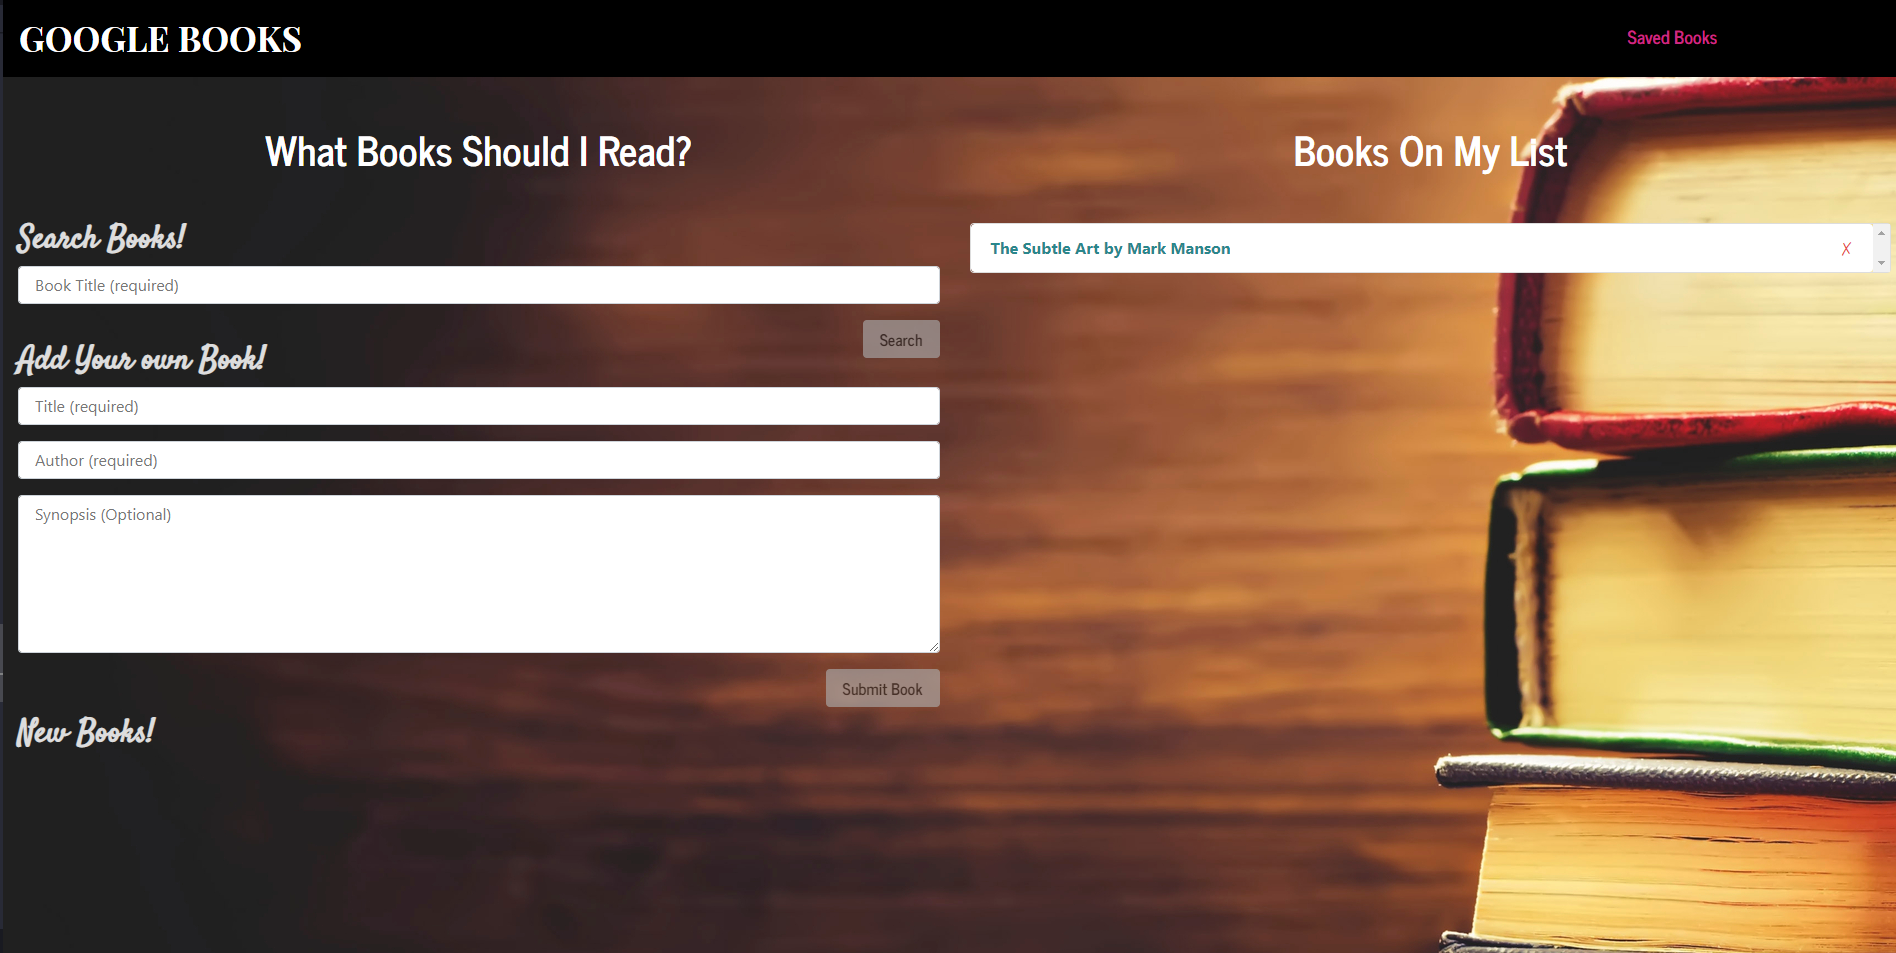 GOOGLE BOOKS
Saved Books
What Books Should I Read?
Books On My List
Search Books!
Book Title (required)
The Subtle Art by Mark Manson
✗
Search
Add Your own Book!
Title (required)
Author (required)
Synopsis (Optional)
Submit Book
New Books!